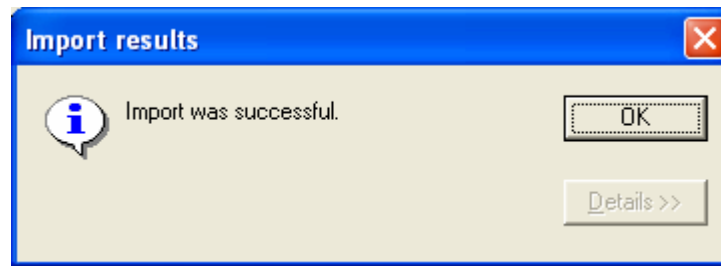 Import results
Import was successful.
OK
Details >>